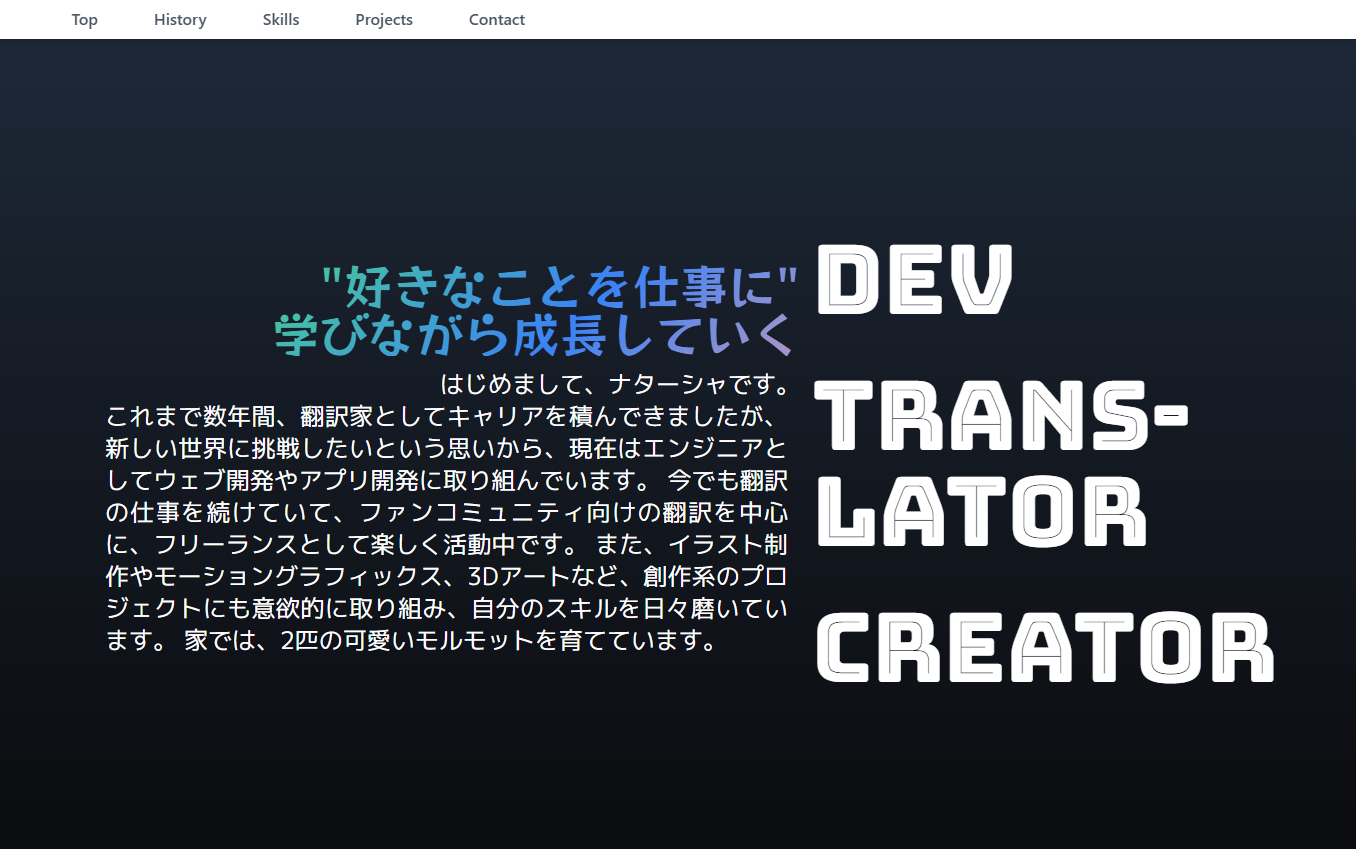 Top History Skills Projects Contact
"好きなことを仕事に"
学びながら成長していく
はじめまして、ナターシャです。
これまで数年間、翻訳家としてキャリアを積んできましたが、
新しい世界に挑戦したいという思いから、現在はエンジニアと
してウェブ開発やアプリ開発に取り組んでいます。 今でも翻訳
の仕事を続けていて、ファンコミュニティ向けの翻訳を中心
に、フリーランスとして楽しく活動中です。 また、イラスト制
作やモーショングラフィックス、3Dアートなど、創作系のプロ
ジェクトにも意欲的に取り組み、自分のスキルを日々磨いてい
ます。 家では、2匹の可愛いモルモットを育てています。
DEV
TRANS-
LATOR
CREATOR